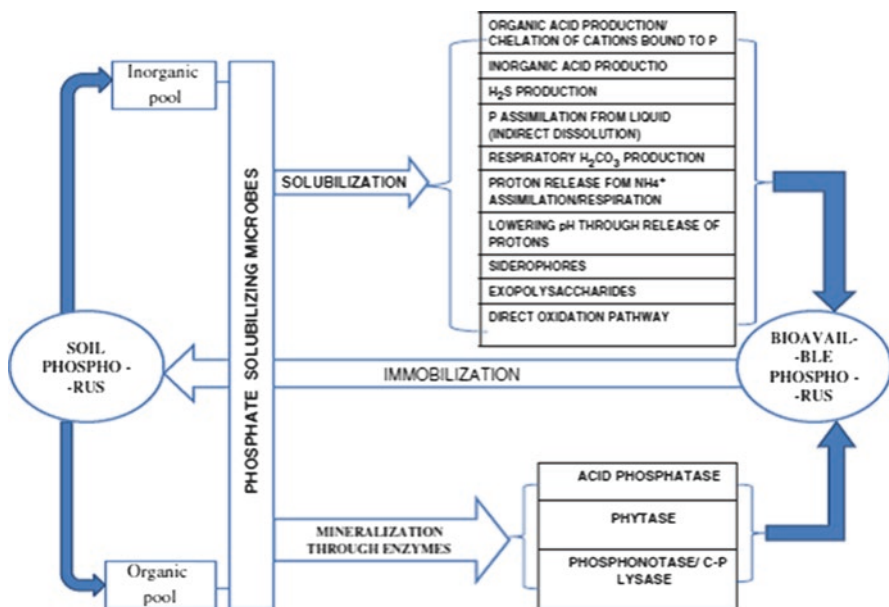 ORGANIC ACID PRODUCTION/
CHELATION OF CATIONS BOUND TO P
INORGANIC ACID PRODUCTIO
H₂S PRODUCTION
P ASSIMILATION FROM LIQUID
(INDIRECT DISSOLUTION)
RESPIRATORY H₂CO₃ PRODUCTION
PROTON RELEASE FOM NH₄⁺
ASSIMILATION/RESPIRATION
LOWERING pH THROUGH RELEASE OF
PROTONS
SIDEROPHORES
EXOPOLYSACCHARIDES
DIRECT OXIDATION PATHWAY
Inorganic
pool
SOLUBILIZATION
PHOSPHATE SOLUBILIZING MICROBES
SOIL
PHOSPHO -
-RUS
IMMOBILIZATION
BIOAVAIL-
-BLE
PHOSPHO -
-RUS
MINERALIZATION
THROUGH ENZYMES
ACID PHOSPHATASE
PHYTASE
PHOSPHONOTASE/ C-P
LYSASE
Organic
pool